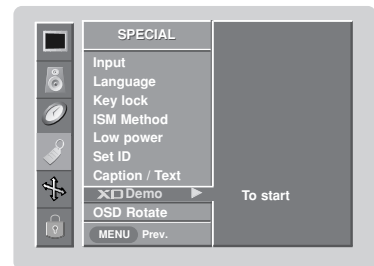 SPECIAL
Input
Language
Key lock
ISM Method
Low power
Set ID
Caption / Text
XD Demo To start
OSD Rotate
MENU Prev.